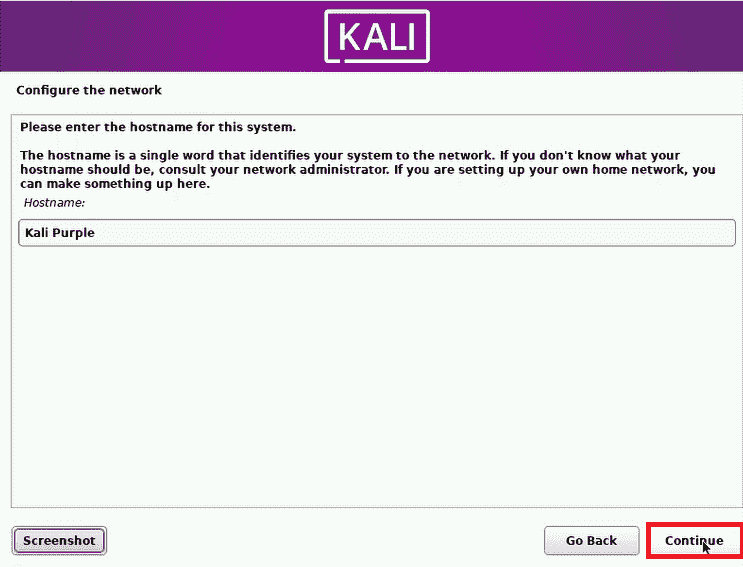 KALI
Configure the network
Please enter the hostname for this system.
The hostname is a single word that identifies your system to the network. If you don't know what your
hostname should be, consult your network administrator. If you are setting up your own home network, you
can make something up here.
Hostname:
Kali Purple
Screenshot
Go Back
Continue